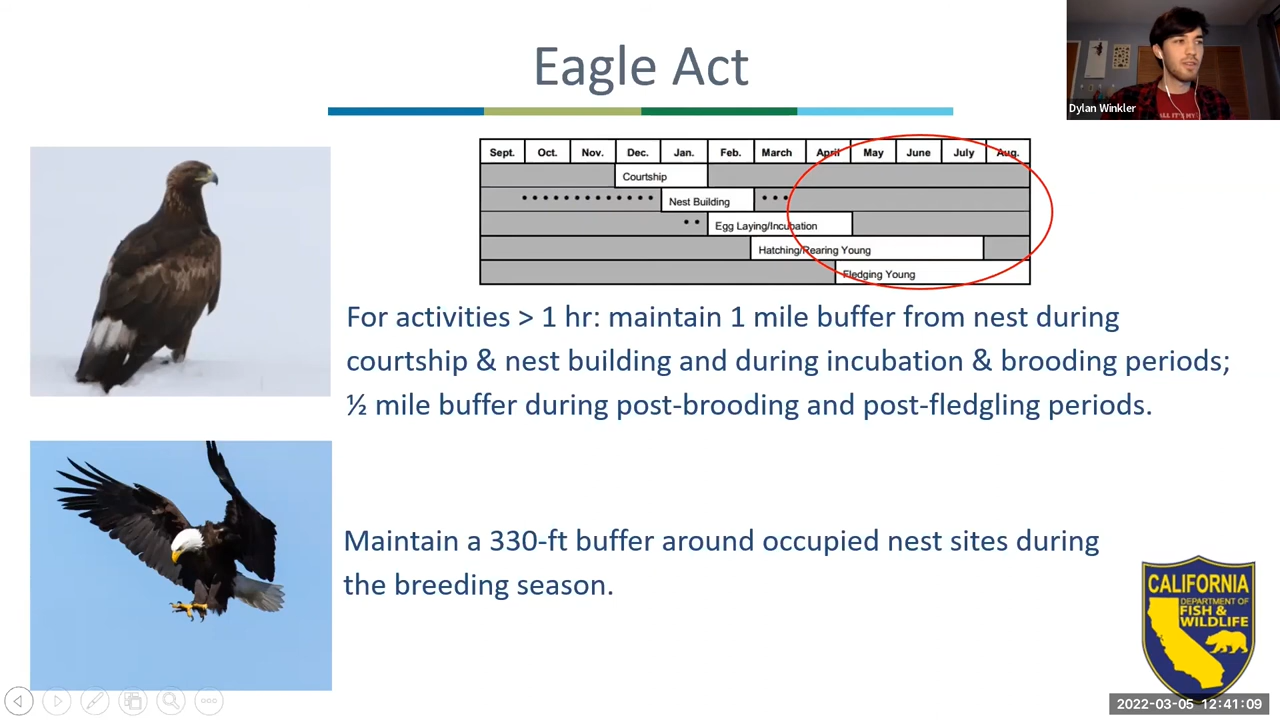 Eagle Act
Dylan Winkler
Sept. Oct. Nov. Dec. Jan. Feb. March April May June July Aug.
Courtship
Nest Building
Egg Laying/Incubation
Hatching/Rearing Young
Fledging Young
For activities > 1 hr: maintain 1 mile buffer from nest during
courtship & nest building and during incubation & brooding periods;
½ mile buffer during post-brooding and post-fledgling periods.
Maintain a 330-ft buffer around occupied nest sites during
the breeding season.
CALIFORNIA
DEPARTMENT OF
FISH &
WILDLIFE
2022-03-05 12:41:09